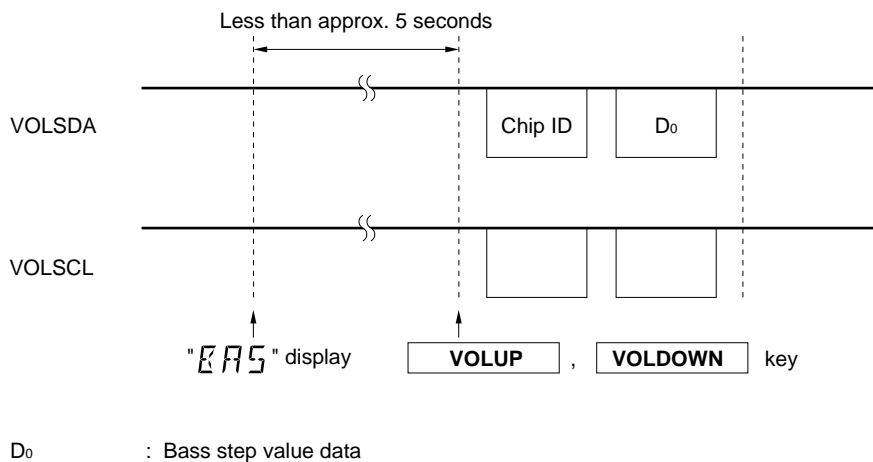 Less than approx. 5 seconds
VOLSDA
Chip ID
D0
VOLSCL
"BAS" display
VOLUP , VOLDOWN key
D0 : Bass step value data